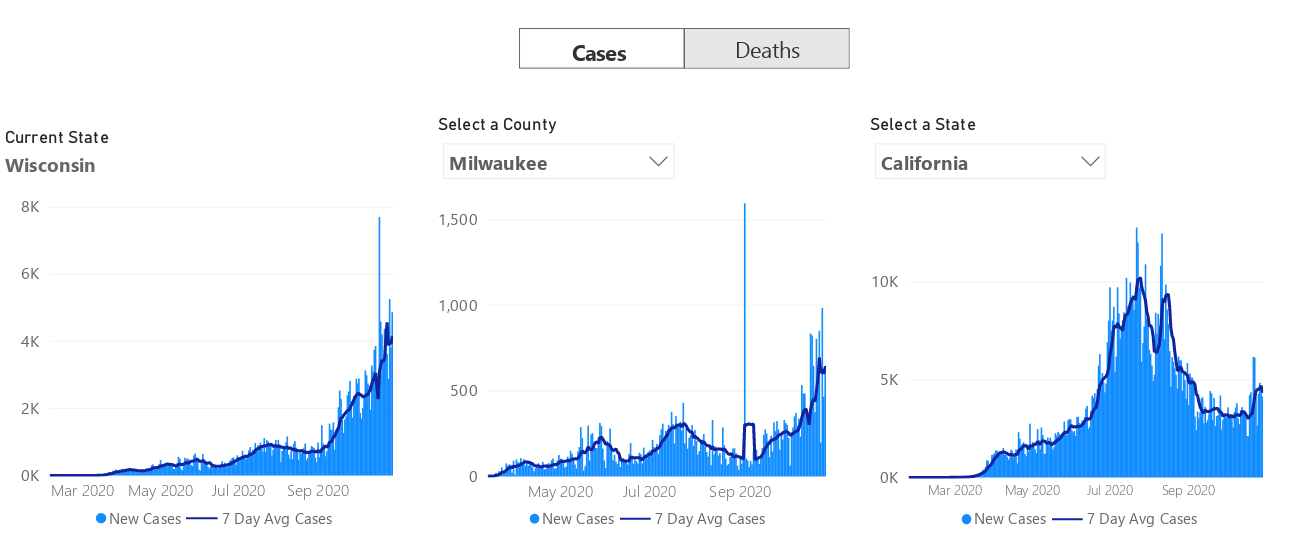 Cases Deaths
Current State
Wisconsin
8K
6K
4K
2K
0K
Mar 2020 May 2020 Jul 2020 Sep 2020
New Cases 7 Day Avg Cases
Select a County
Milwaukee
1,500
1,000
500
0
May 2020 Jul 2020 Sep 2020
New Cases 7 Day Avg Cases
Select a State
California
10K
5K
0K
Mar 2020 May 2020 Jul 2020 Sep 2020
New Cases 7 Day Avg Cases